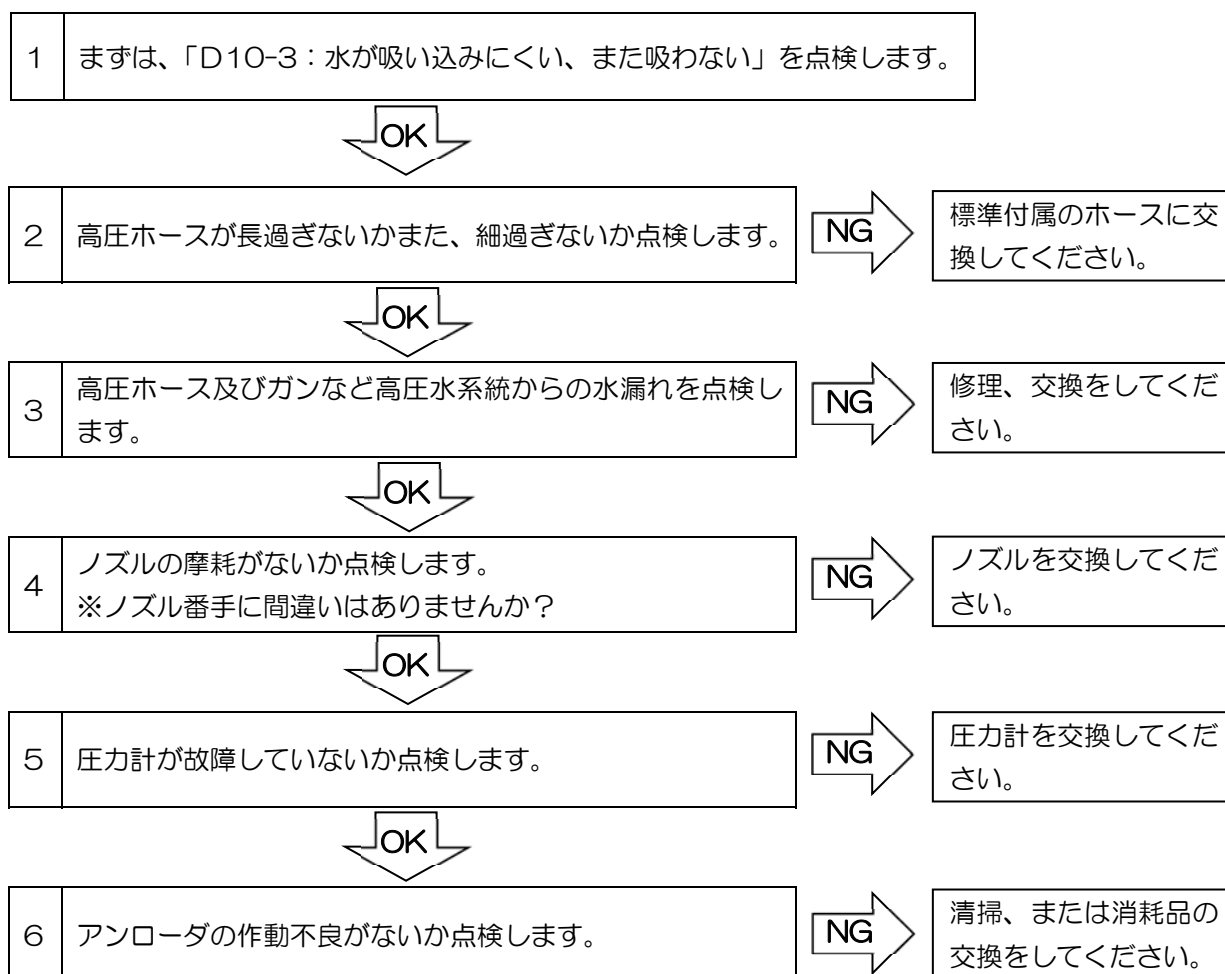 1 まずは、「D10-3：水が吸い込みにくい、また吸わない」を点検します。
OK
2 高圧ホースが長過ぎないかまた、細過ぎないか点検します。
NG
標準付属のホースに交
換してください。
OK
3 高圧ホース及びガンなど高圧水系統からの水漏れを点検し
ます。
NG
修理、交換をしてくだ
さい。
OK
4 ノズルの摩耗がないか点検します。
※ノズル番手に間違いはありませんか？
NG
ノズルを交換してくだ
さい。
OK
5 圧力計が故障していないか点検します。
NG
圧力計を交換してくだ
さい。
OK
6 アンローダの作動不良がないか点検します。
NG
清掃、または消耗品の
交換をしてください。